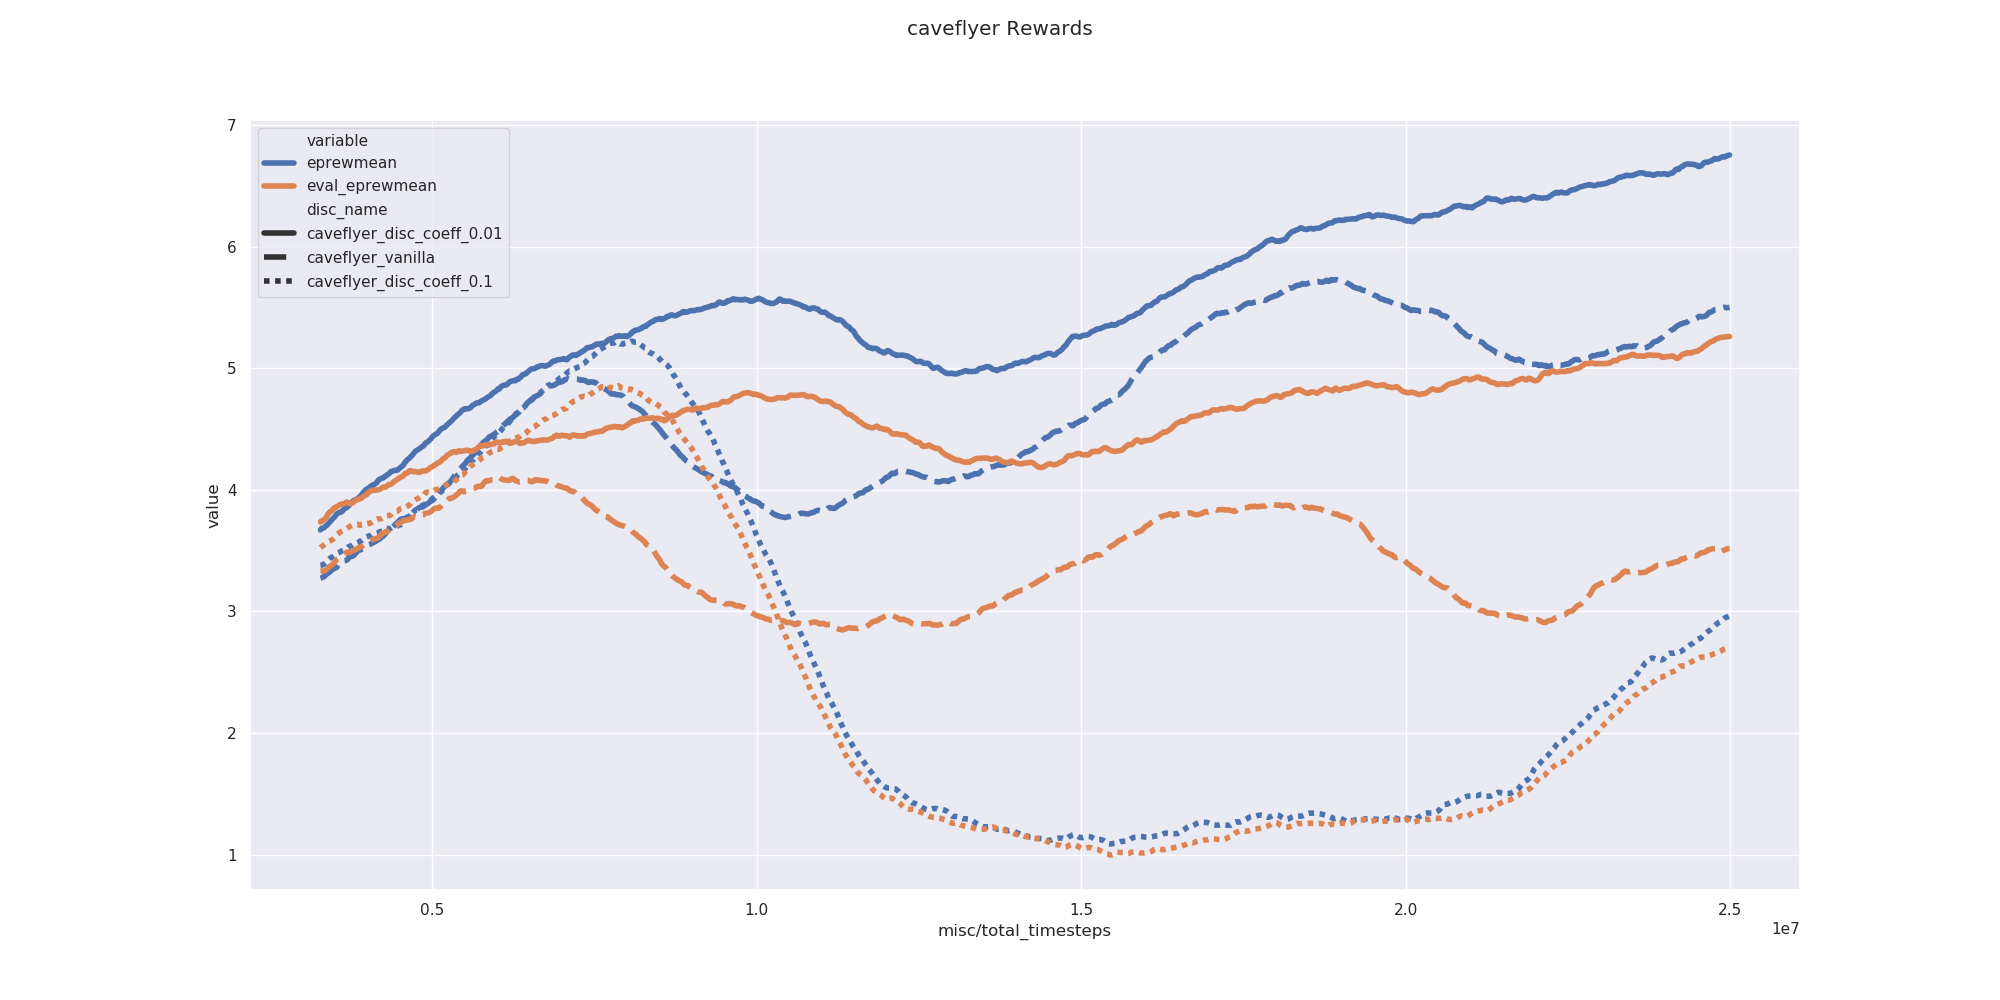 caveflyer Rewards
7
6
5
4
3
2
1
value
variable
eprewmean
eval_eprewmean
disc_name
caveflyer_disc_coeff_0.01
caveflyer_vanilla
caveflyer_disc_coeff_0.1
0.5
1.0
1.5
2.0
2.5
1e7
misc/total_timesteps